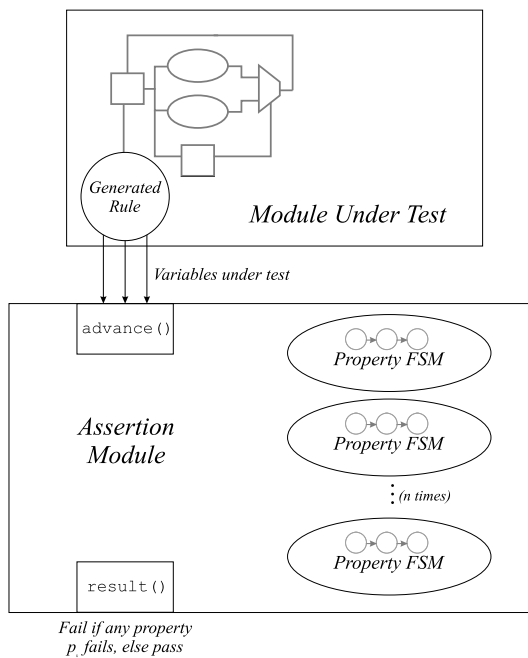 Generated
Rule
Module Under Test
Variables under test
advance()
Property FSM
Assertion
Module
Property FSM
(n times)
Property FSM
result()
Fail if any property
p fails, else pass